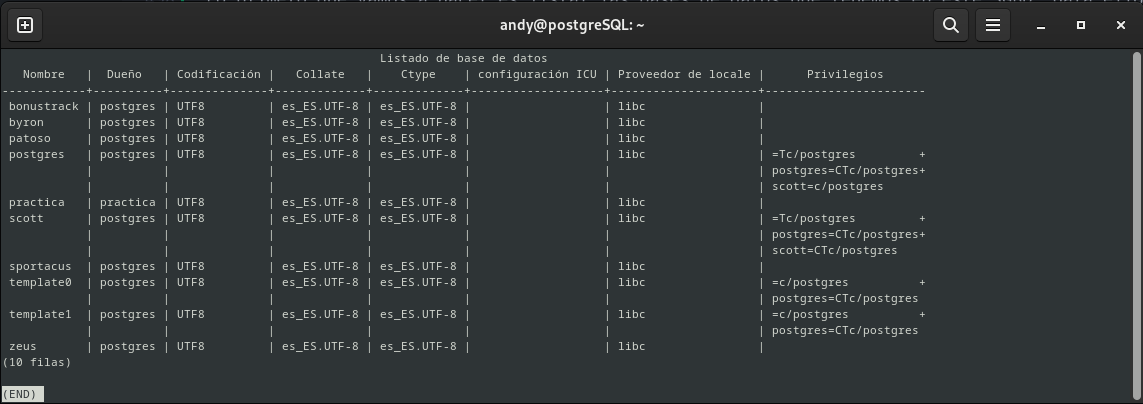 andy@postgreSQL: ~
Listado de base de datos
Nombre | Dueño | Codificación | Collate | Ctype | configuración ICU | Proveedor de locale | Privilegios
------------+----------+--------------+-------------+-------------+-------------------+---------------------+-----------------------
bonustrack | postgres | UTF8 | es_ES.UTF-8 | es_ES.UTF-8 | | libc |
byron | postgres | UTF8 | es_ES.UTF-8 | es_ES.UTF-8 | | libc |
patoso | postgres | UTF8 | es_ES.UTF-8 | es_ES.UTF-8 | | libc |
postgres | postgres | UTF8 | es_ES.UTF-8 | es_ES.UTF-8 | | libc | =Tc/postgres +
| | | | | | | postgres=CTc/postgres+
| | | | | | | scott=c/postgres
practica | practica | UTF8 | es_ES.UTF-8 | es_ES.UTF-8 | | libc |
scott | postgres | UTF8 | es_ES.UTF-8 | es_ES.UTF-8 | | libc | =Tc/postgres +
| | | | | | | postgres=CTc/postgres+
| | | | | | | scott=CTc/postgres
sportacus | postgres | UTF8 | es_ES.UTF-8 | es_ES.UTF-8 | | libc |
template0 | postgres | UTF8 | es_ES.UTF-8 | es_ES.UTF-8 | | libc | =c/postgres +
| | | | | | | postgres=CTc/postgres
template1 | postgres | UTF8 | es_ES.UTF-8 | es_ES.UTF-8 | | libc | =c/postgres +
| | | | | | | postgres=CTc/postgres
zeus | postgres | UTF8 | es_ES.UTF-8 | es_ES.UTF-8 | | libc |
(10 filas)
(END)